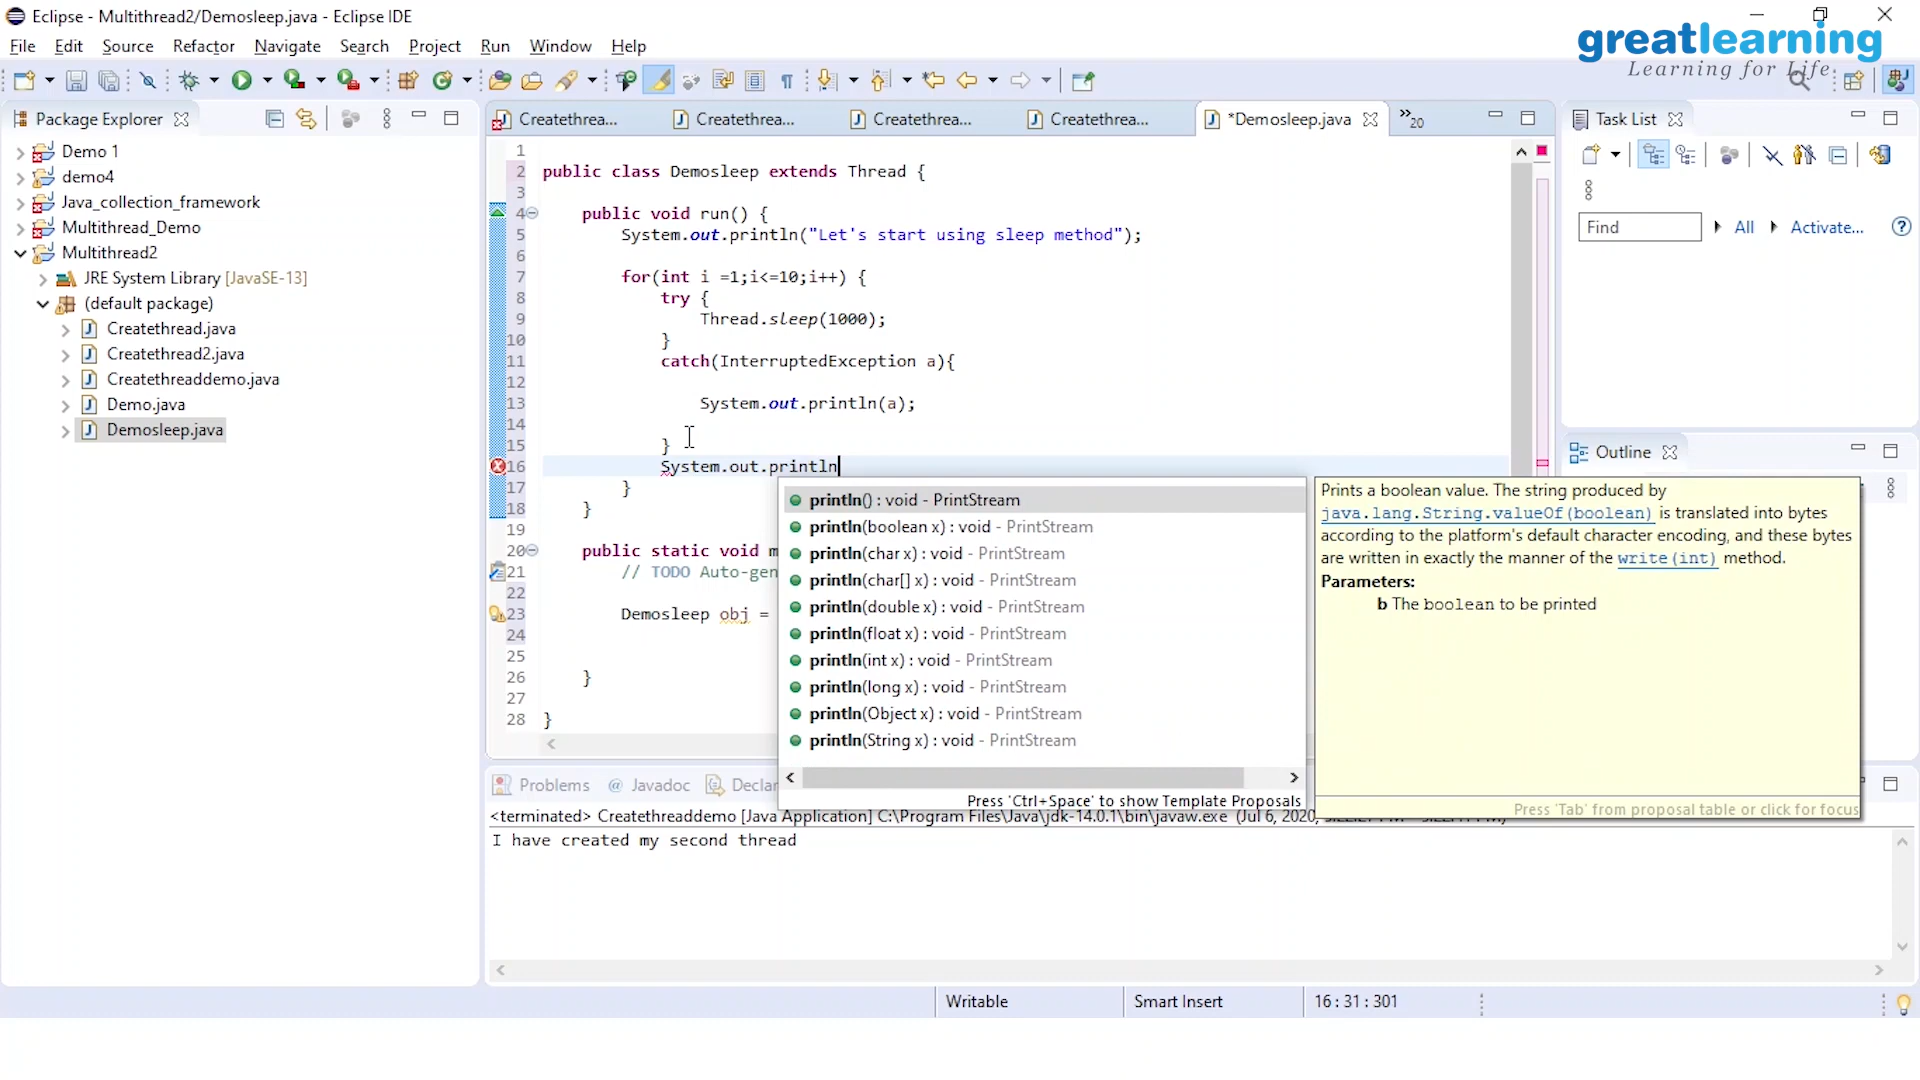 Eclipse - Multithread2/Demosleep.java - Eclipse IDE
File Edit Source Refactor Navigate Search Project Run Window Help
greatlearning
Learning for Life
Package Explorer
Demo 1
demo4
Java_collection_framework
Multithread_Demo
Multithread2
JRE System Library [JavaSE-13]
(default package)
Createthread.java
Createthread2.java
Createthreaddemo.java
Demo.java
Demosleep.java
Createthrea... Createthrea... Createthrea... Createthrea... *Demosleep.java »20
1
2 public class Demosleep extends Thread {
3
4 public void run() {
5 System.out.println("Let's start using sleep method");
6
7 for(int i =1;i<=10;i++) {
8 try {
9 Thread.sleep(1000);
10 }
11 catch(InterruptedException a){
12
13 System.out.println(a);
14
15 }
16 System.out.println
17 }
18 }
19
20 public static void m
21 // TODO Auto-gen
22
23 Demosleep obj =
24
25
26 }
27
28 }
println() : void - PrintStream
println(boolean x) : void - PrintStream
println(char x) : void - PrintStream
println(char[] x) : void - PrintStream
println(double x) : void - PrintStream
println(float x) : void - PrintStream
println(int x) : void - PrintStream
println(long x) : void - PrintStream
println(Object x) : void - PrintStream
println(String x) : void - PrintStream
Press 'Ctrl+Space' to show Template Proposals
Prints a boolean value. The string produced by
java.lang.String.valueOf(boolean) is translated into bytes
according to the platform's default character encoding, and these bytes
are written in exactly the manner of the write(int) method.
Parameters:
b The boolean to be printed
Press 'Tab' from proposal table or click for focus
Task List
Find All Activate...
Outline
Problems @ Javadoc Declar
<terminated> Createthreaddemo [Java Application] C:\Program Files\Java\jdk-14.0.1\bin\javaw.exe (Jul 6, 2020,
I have created my second thread
Writable Smart Insert 16 : 31 : 301